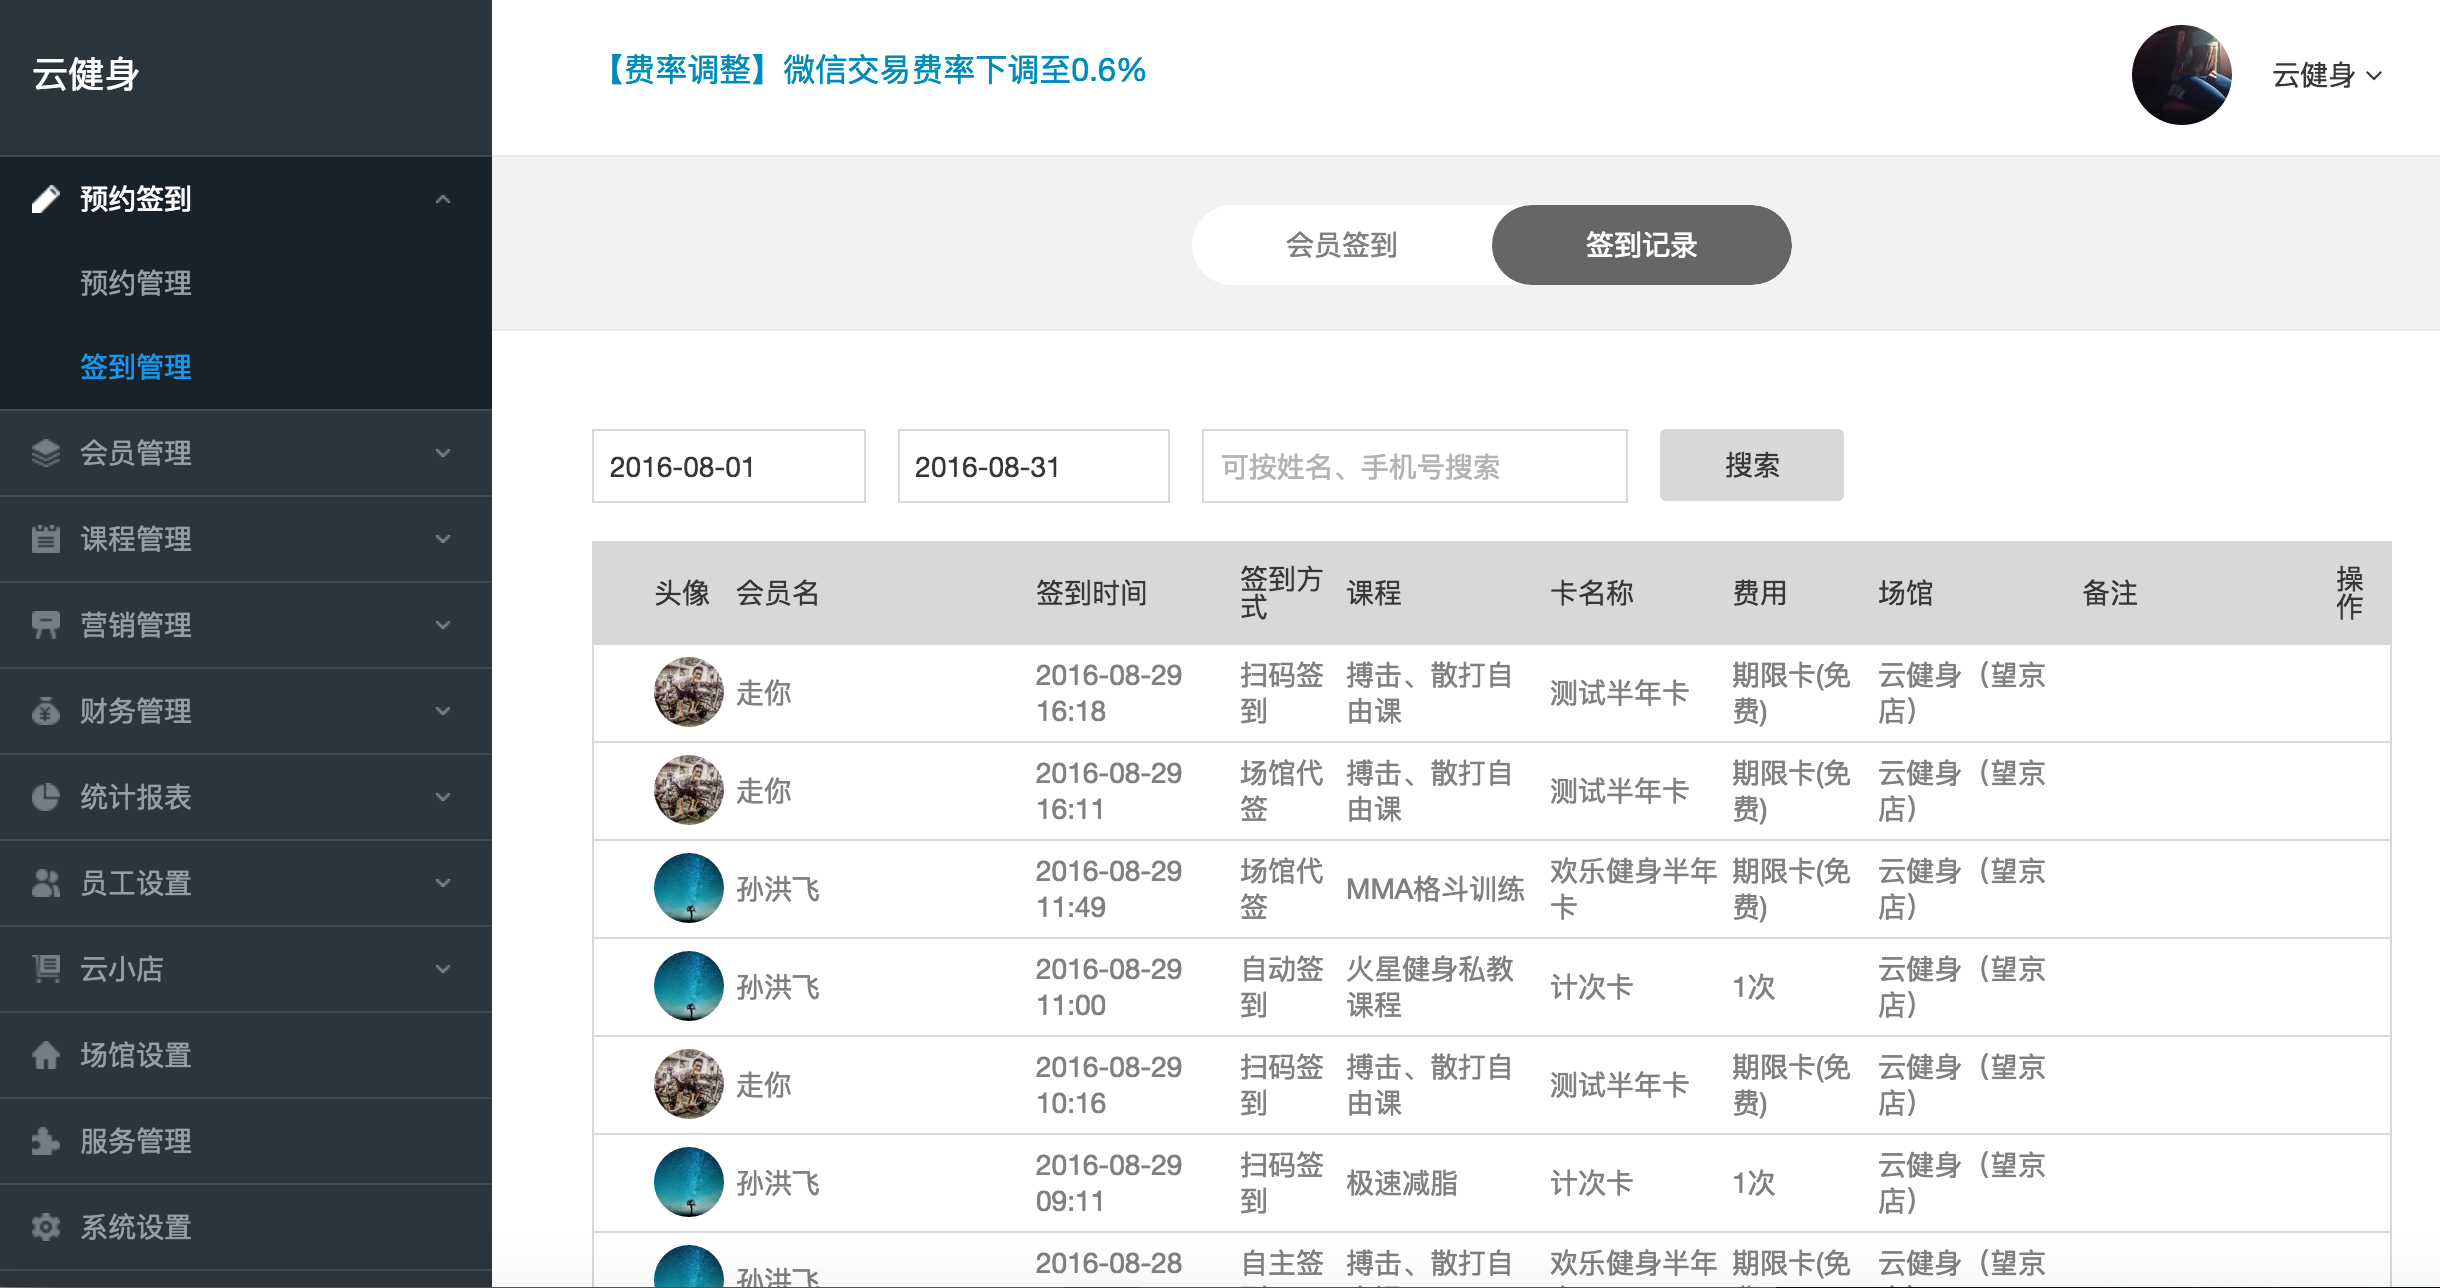 云健身
【费率调整】微信交易费率下调至0.6%
云健身
预约签到
预约管理
签到管理
会员管理
课程管理
营销管理
财务管理
统计报表
员工设置
云小店
场馆设置
服务管理
系统设置
会员签到
签到记录
2016-08-01
2016-08-31
可按姓名、手机号搜索
搜索
头像 会员名 签到时间 签到方 课程 卡名称 费用 场馆 备注 操
式 作
2016-08-29 扫码签 搏击、散打自 期限卡(免 云健身（望京
走你 测试半年卡
16:18 到 由课 费) 店）
2016-08-29 场馆代 搏击、散打自 期限卡(免 云健身（望京
走你 测试半年卡
16:11 签 由课 费) 店）
2016-08-29 场馆代 欢乐健身半年 期限卡(免 云健身（望京
孙洪飞 MMA格斗训练
11:49 签 卡 费) 店）
2016-08-29 自动签 火星健身私教 云健身（望京
孙洪飞 计次卡 1次
11:00 到 课程 店）
2016-08-29 扫码签 搏击、散打自 期限卡(免 云健身（望京
走你 测试半年卡
10:16 到 由课 费) 店）
2016-08-29 扫码签 云健身（望京
孙洪飞 极速减脂 计次卡 1次
09:11 到 店）
2016-08-28 自主签 搏击、散打自 欢乐健身半年 期限卡(免 云健身（望京
孙洪飞